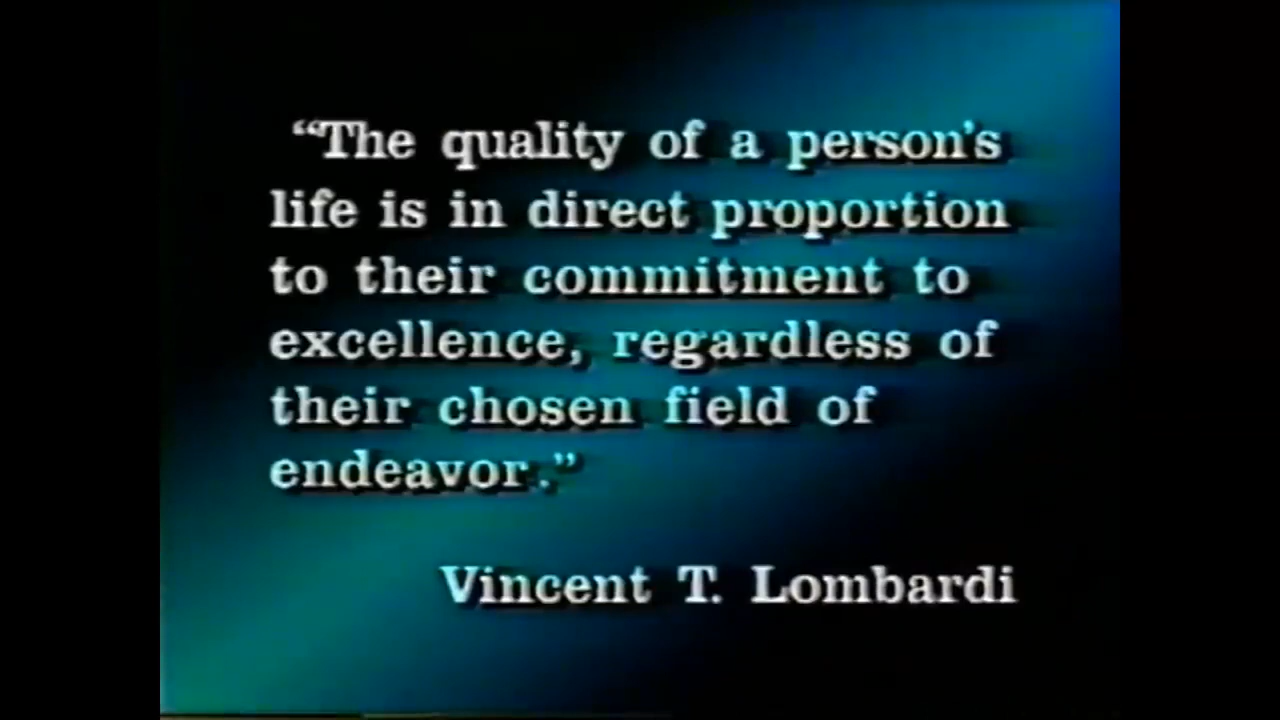 “The quality of a person’s
life is in direct proportion
to their commitment to
excellence, regardless of
their chosen field of
endeavor.”
Vincent T. Lombardi